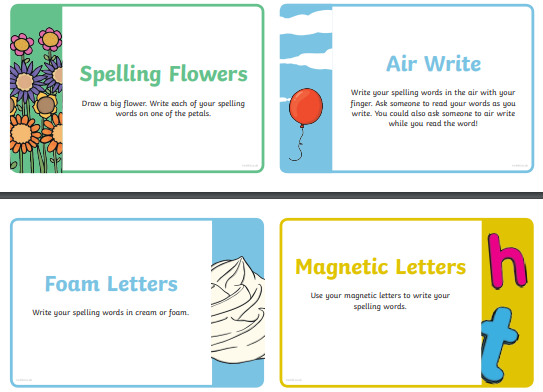 Spelling Flowers
Draw a big flower. Write each of your spelling
words on one of the petals.
Air Write
Write your spelling words in the air with your
finger. Ask someone to read your words as you
write. You could also ask someone to air write
while you read the word!
Foam Letters
Write your spelling words in cream or foam.
Magnetic Letters
Use your magnetic letters to write your
spelling words.
h
t